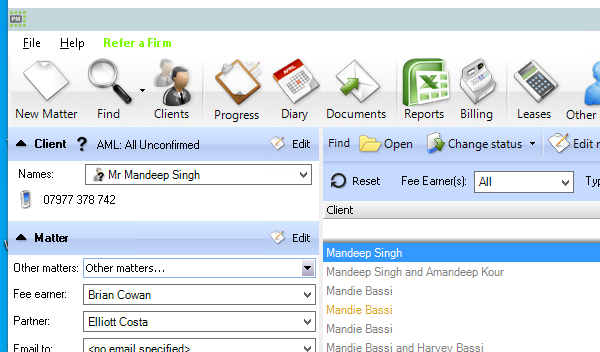 PM
File Help Refer a Firm
New Matter Find Clients Progress Diary Documents Reports Billing Leases Other
Client ? AML: All Unconfirmed Edit
Find Open Change status Edit
Names: Mr Mandeep Singh
Reset Fee Earner(s): All
07977 378 742
Client
Matter Edit
Mandeep Singh
Other matters: Other matters...
Mandeep Singh and Amandeep Kour
Fee earner: Brian Cowan
Mandie Bassi
Mandie Bassi
Partner: Elliott Costa
Mandie Bassi
Email to: <no email specified>
Mandie Bassi and Harvey Bassi